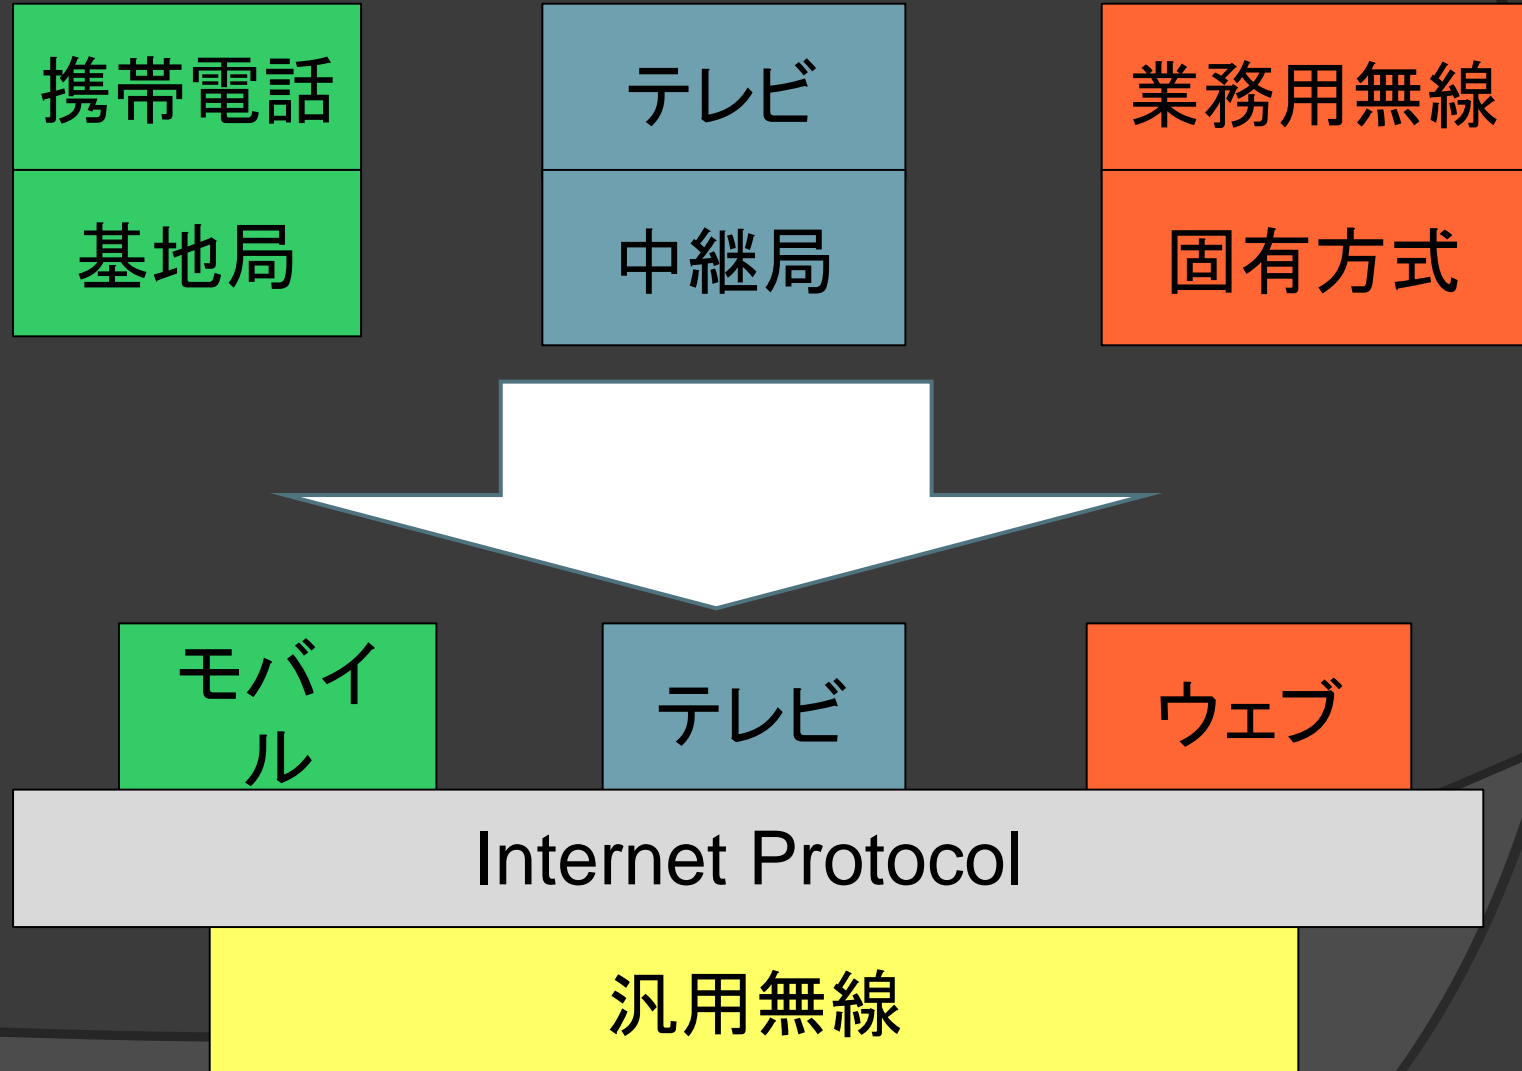 携帯電話
テレビ
業務用無線
基地局
中継局
固有方式
モバイ
ル
テレビ
ウェブ
Internet Protocol
汎用無線